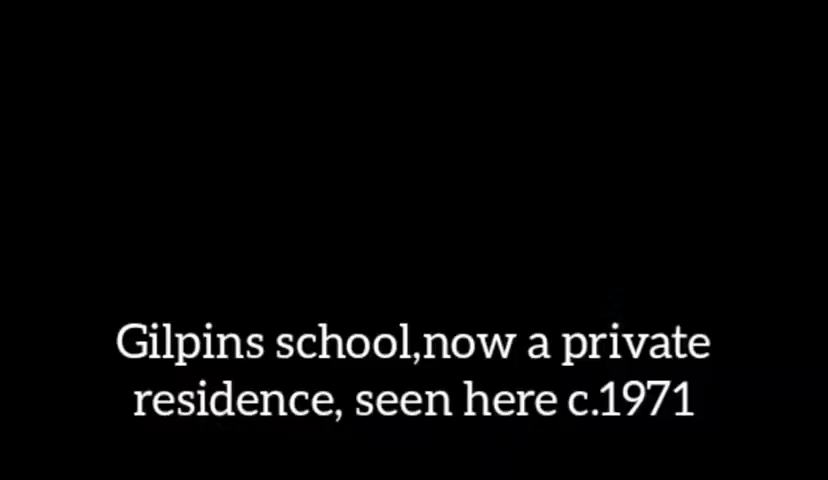 Gilpins school,now a private
residence, seen here c.1971